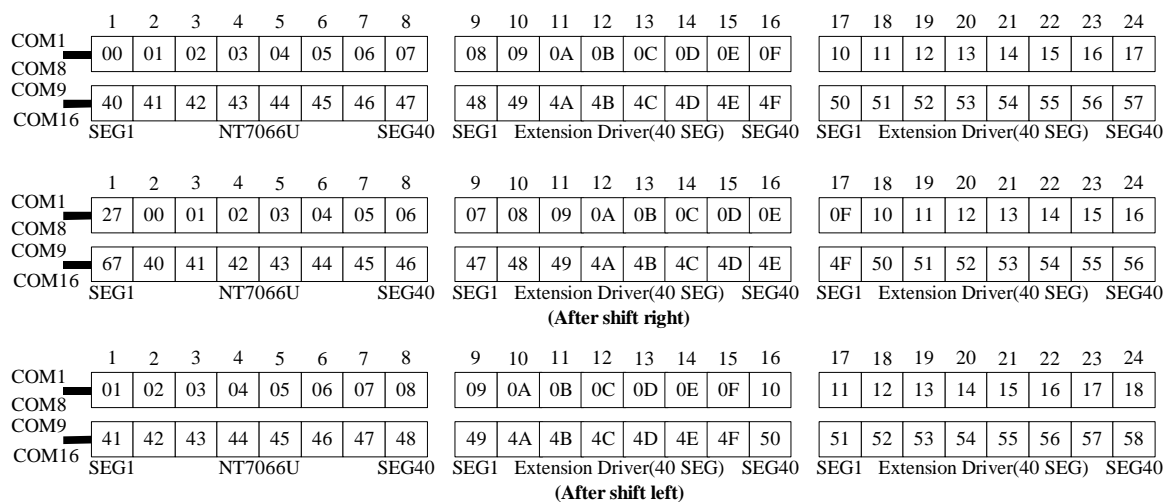 1 2 3 4 5 6 7 8 9 10 11 12 13 14 15 16 17 18 19 20 21 22 23 24
COM1
00 01 02 03 04 05 06 07 08 09 0A 0B 0C 0D 0E 0F 10 11 12 13 14 15 16 17
COM8
COM9
40 41 42 43 44 45 46 47 48 49 4A 4B 4C 4D 4E 4F 50 51 52 53 54 55 56 57
COM16
SEG1 NT7066U SEG40 SEG1 Extension Driver(40 SEG) SEG40 SEG1 Extension Driver(40 SEG) SEG40
1 2 3 4 5 6 7 8 9 10 11 12 13 14 15 16 17 18 19 20 21 22 23 24
COM1
27 00 01 02 03 04 05 06 07 08 09 0A 0B 0C 0D 0E 0F 10 11 12 13 14 15 16
COM8
COM9
67 40 41 42 43 44 45 46 47 48 49 4A 4B 4C 4D 4E 4F 50 51 52 53 54 55 56
COM16
SEG1 NT7066U SEG40 SEG1 Extension Driver(40 SEG) SEG40 SEG1 Extension Driver(40 SEG) SEG40
(After shift right)
1 2 3 4 5 6 7 8 9 10 11 12 13 14 15 16 17 18 19 20 21 22 23 24
COM1
01 02 03 04 05 06 07 08 09 0A 0B 0C 0D 0E 0F 10 11 12 13 14 15 16 17 18
COM8
COM9
41 42 43 44 45 46 47 48 49 4A 4B 4C 4D 4E 4F 50 51 52 53 54 55 56 57 58
COM16
SEG1 NT7066U SEG40 SEG1 Extension Driver(40 SEG) SEG40 SEG1 Extension Driver(40 SEG) SEG40
(After shift left)